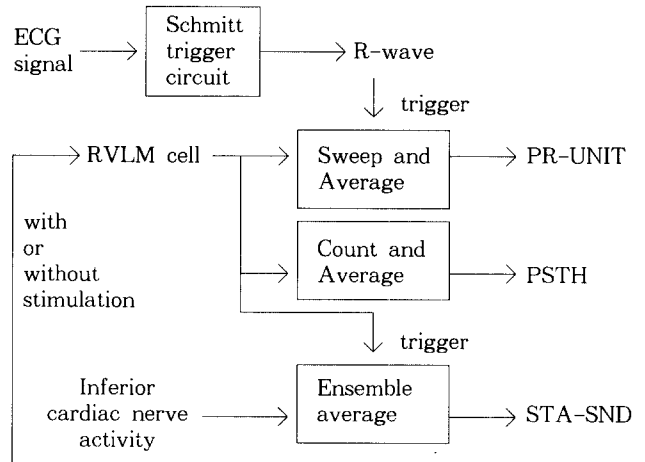 ECG
signal
Schmitt
trigger
circuit
R-wave
trigger
RVLM cell
Sweep and
Average
PR-UNIT
with
or
without
stimulation
Count and
Average
PSTH
trigger
Inferior
cardiac nerve
activity
Ensemble
average
STA-SND